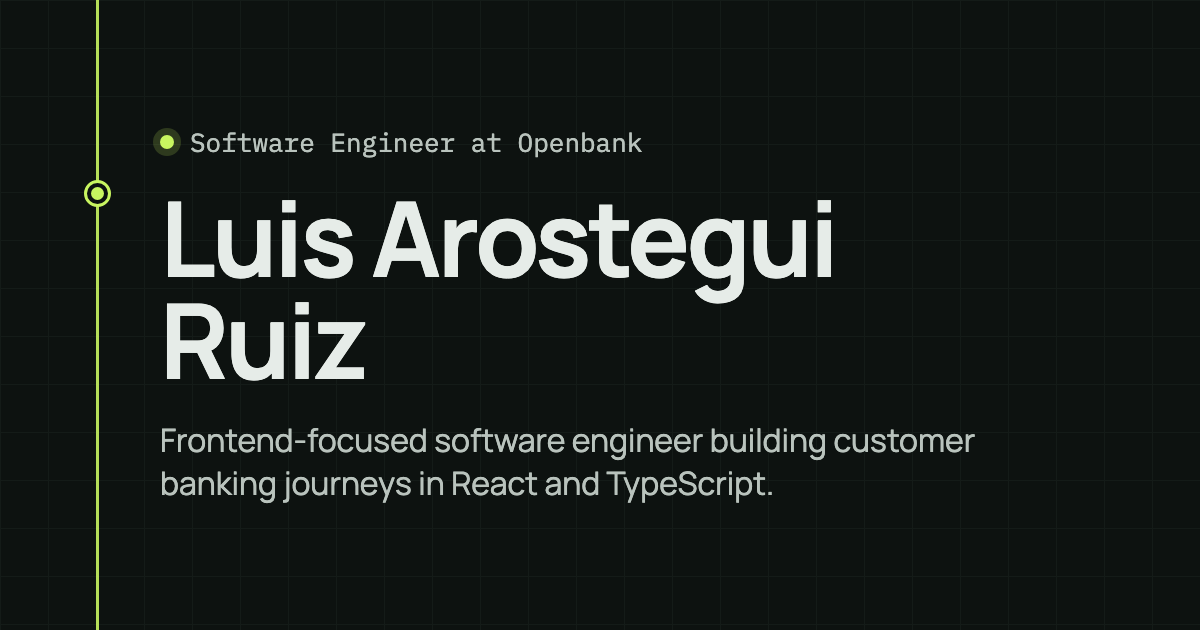 Software Engineer at Openbank
Luis Arostegui
Ruiz
Frontend-focused software engineer building customer
banking journeys in React and TypeScript.